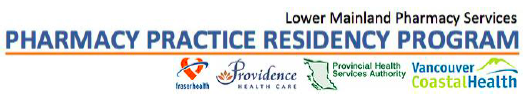 Lower Mainland Pharmacy Services
PHARMACY PRACTICE RESIDENCY PROGRAM
fraserhealth
Providence
HEALTH CARE
Provincial Health
Services Authority
Vancouver
CoastalHealth